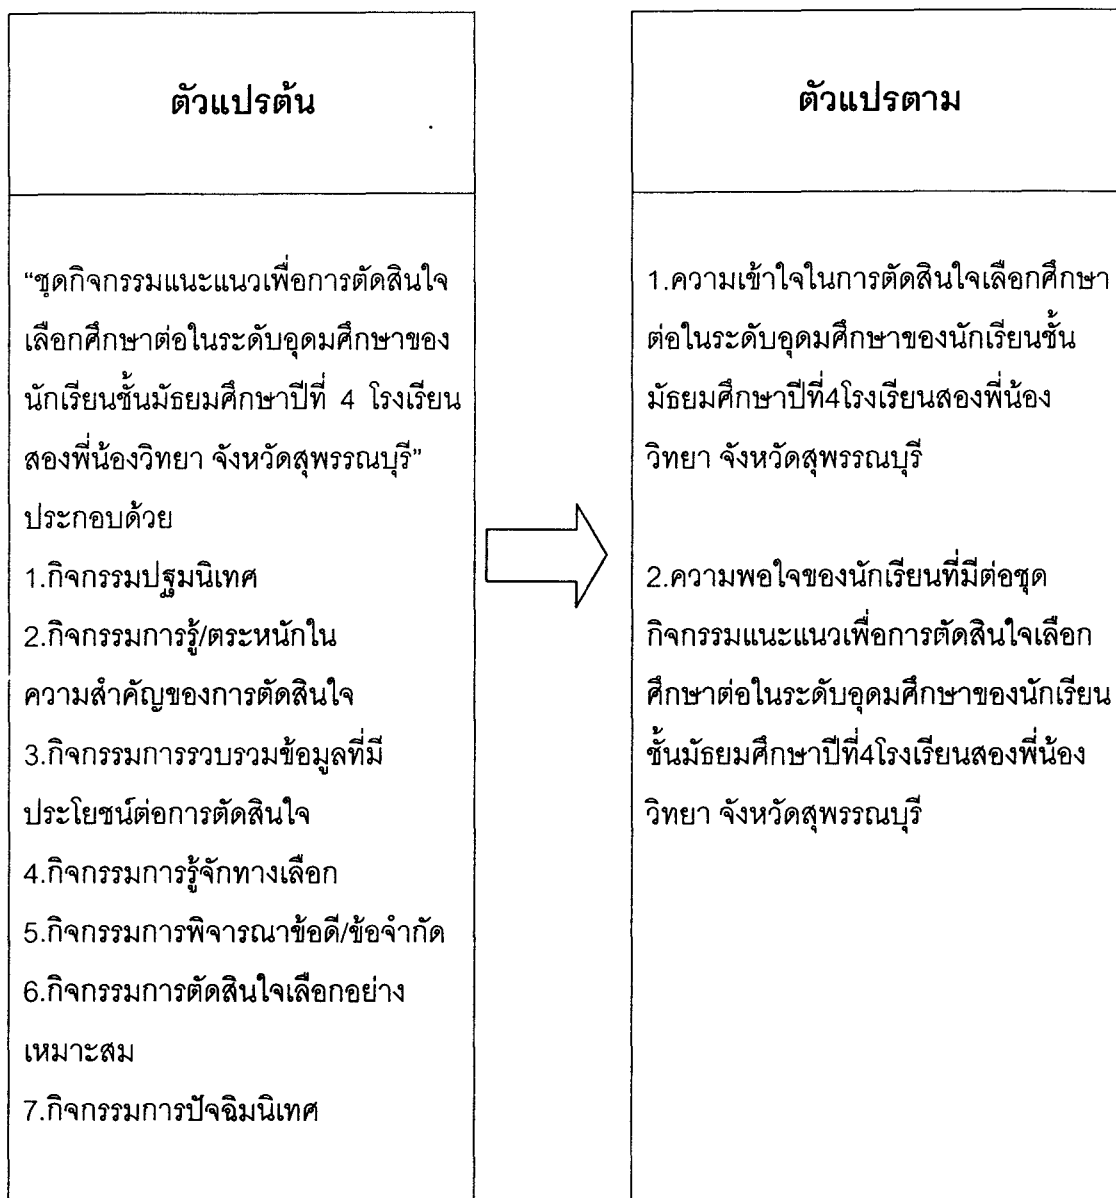 ตัวแปรต้น
“ชุดกิจกรรมแนะแนวเพื่อการตัดสินใจ
เลือกศึกษาต่อในระดับอุดมศึกษาของ
นักเรียนชั้นมัธยมศึกษาปีที่ 4 โรงเรียน
สองพี่น้องวิทยา จังหวัดสุพรรณบุรี”
ประกอบด้วย
1.กิจกรรมปฐมนิเทศ
2.กิจกรรมการรู้/ตระหนักใน
ความสำคัญของการตัดสินใจ
3.กิจกรรมการรวบรวมข้อมูลที่มี
ประโยชน์ต่อการตัดสินใจ
4.กิจกรรมการรู้จักทางเลือก
5.กิจกรรมการพิจารณาข้อดี/ข้อจำกัด
6.กิจกรรมการตัดสินใจเลือกอย่าง
เหมาะสม
7.กิจกรรมการปัจฉิมนิเทศ
ตัวแปรตาม
1.ความเข้าใจในการตัดสินใจเลือกศึกษา
ต่อในระดับอุดมศึกษาของนักเรียนชั้น
มัธยมศึกษาปีที่4โรงเรียนสองพี่น้อง
วิทยา จังหวัดสุพรรณบุรี
2.ความพอใจของนักเรียนที่มีต่อชุด
กิจกรรมแนะแนวเพื่อการตัดสินใจเลือก
ศึกษาต่อในระดับอุดมศึกษาของนักเรียน
ชั้นมัธยมศึกษาปีที่4โรงเรียนสองพี่น้อง
วิทยา จังหวัดสุพรรณบุรี